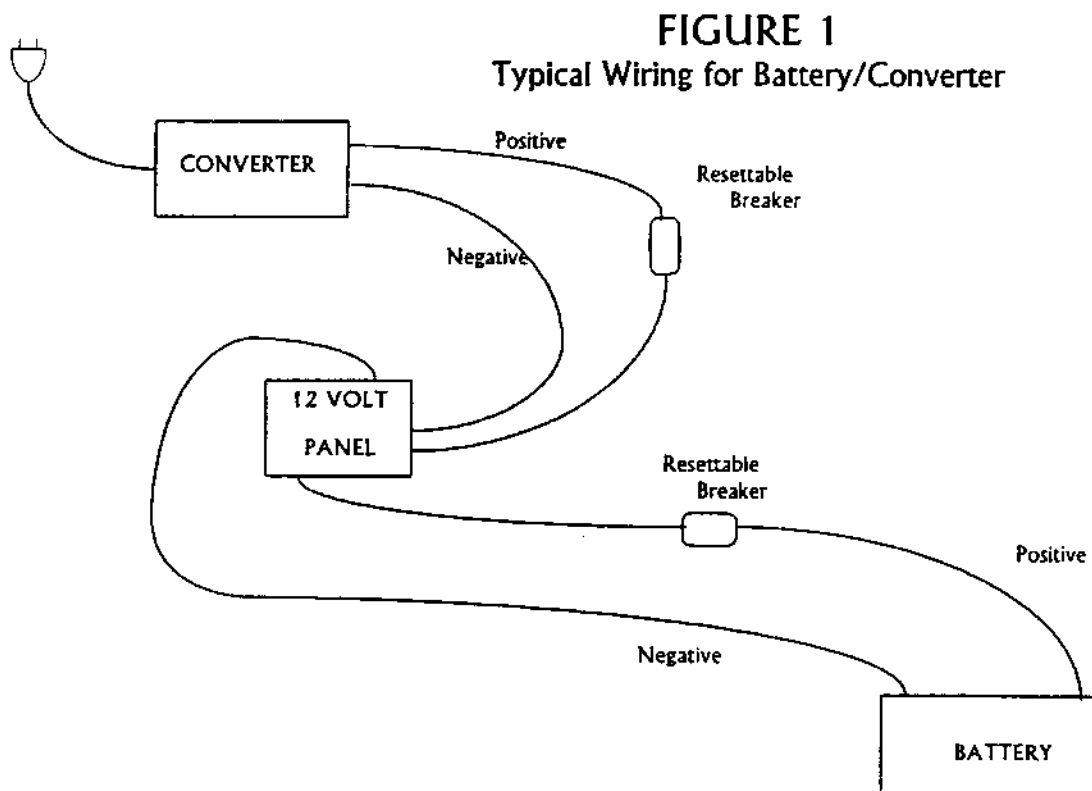 FIGURE 1
Typical Wiring for Battery/Converter
CONVERTER
Positive
Resettable
Breaker
Negative
12 VOLT
PANEL
Resettable
Breaker
Positive
Negative
BATTERY